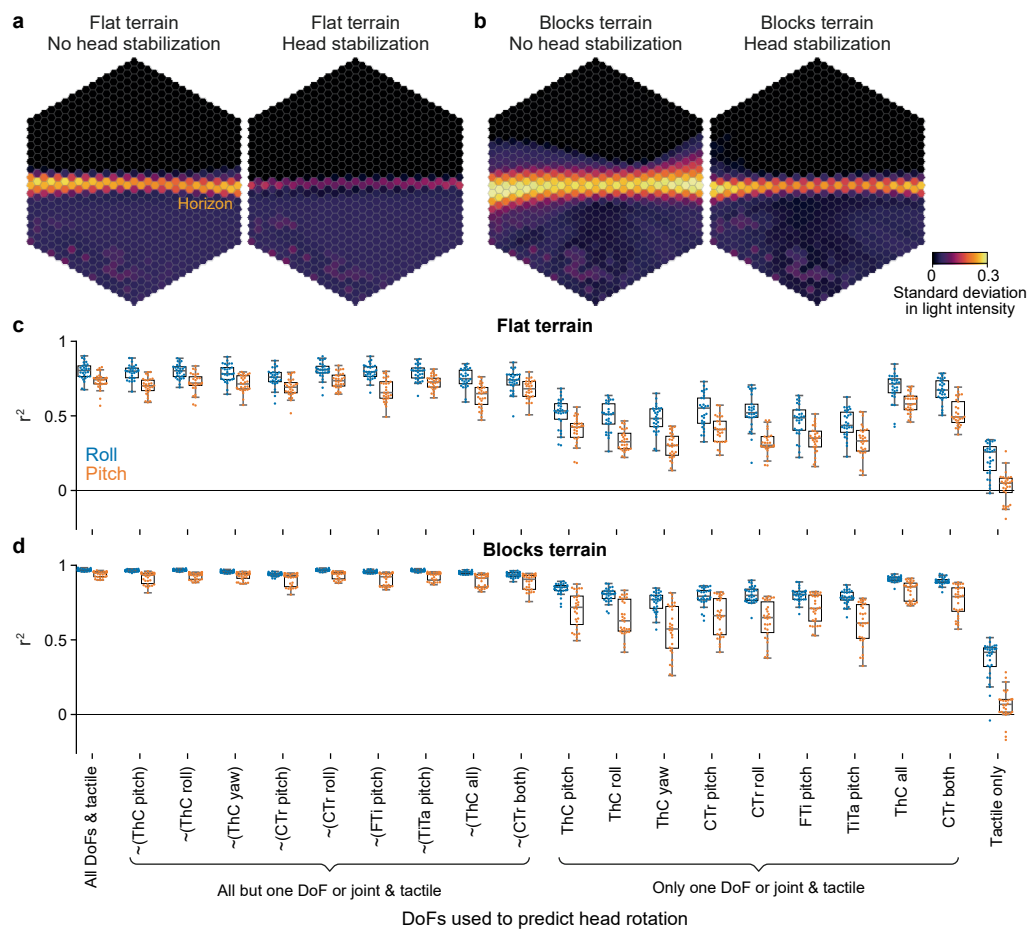 a
Flat terrain
No head stabilization
Flat terrain
Head stabilization
b
Blocks terrain
No head stabilization
Blocks terrain
Head stabilization
Horizon
0
0.3
Standard deviation
in light intensity
c
Flat terrain
1
0.5
0
r²
Roll
Pitch
d
Blocks terrain
1
0.5
0
r²
All DoFs & tactile
~(ThC pitch)
~(ThC roll)
~(ThC yaw)
~(CTr pitch)
~(CTr roll)
~(FTi pitch)
~(TiTa pitch)
~(ThC all)
~(CTr both)
ThC pitch
ThC roll
ThC yaw
CTr pitch
CTr roll
FTi pitch
TiTa pitch
ThC all
CTr both
Tactile only
All but one DoF or joint & tactile
Only one DoF or joint & tactile
DoFs used to predict head rotation